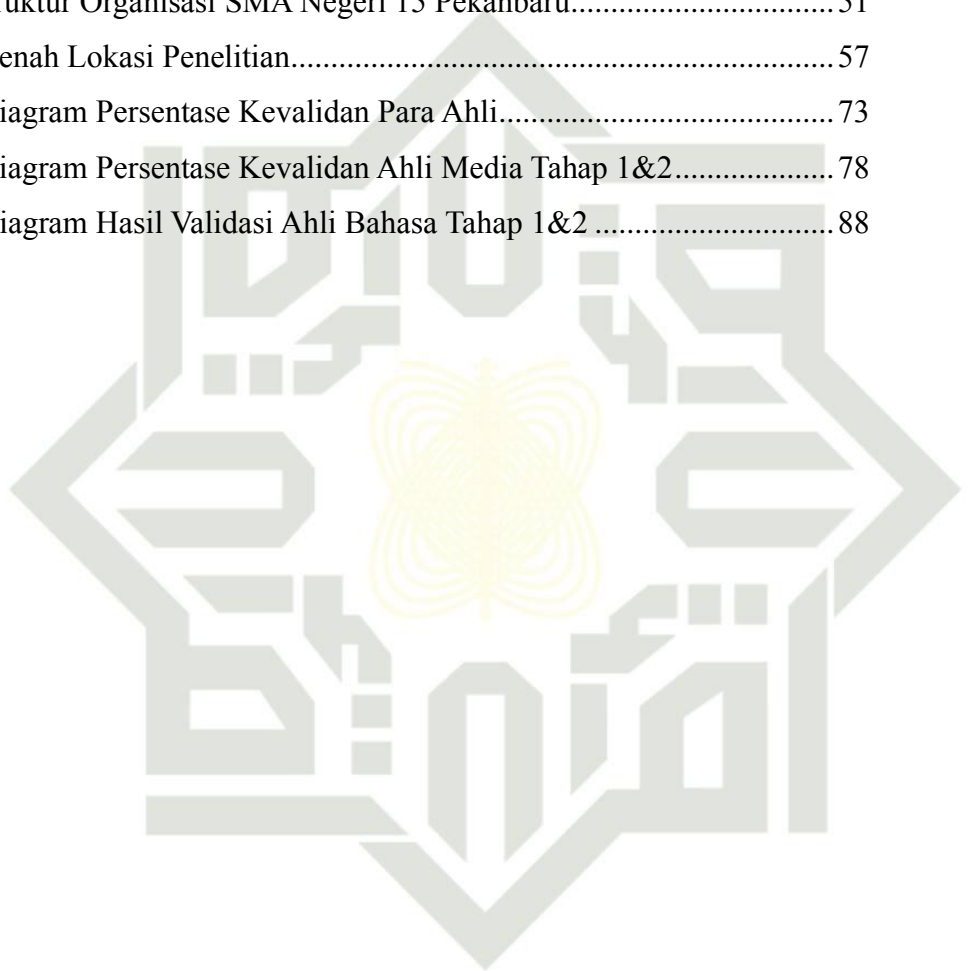 ruktur Organisasi SMA Negeri 15 Pekanbaru................................. 51
enah Lokasi Penelitian.................................................................... 57
iagram Persentase Kevalidan Para Ahli.......................................... 73
iagram Persentase Kevalidan Ahli Media Tahap 1&2.................... 78
iagram Hasil Validasi Ahli Bahasa Tahap 1&2 .............................. 88